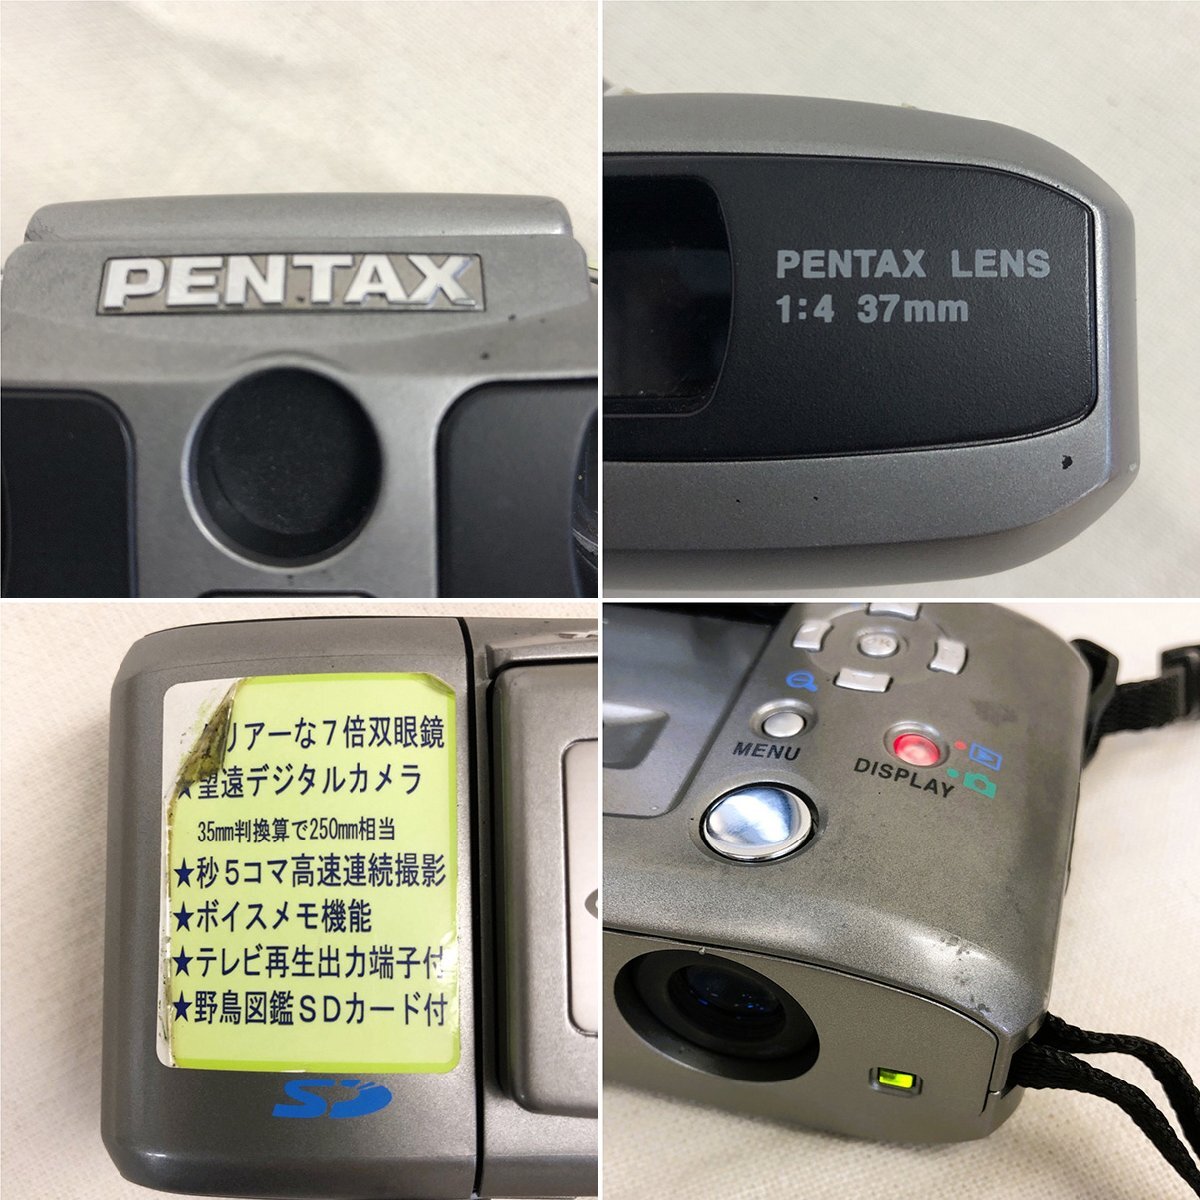 PENTAX
PENTAX LENS
1:4 37mm
リアーな7倍双眼鏡
★望遠デジタルカメラ
35mm判換算で250mm相当
★秒5コマ高速連続撮影
★ボイスメモ機能
★テレビ再生出力端子付
★野鳥図鑑SDカード付
SD
OK
MENU
DISPLAY